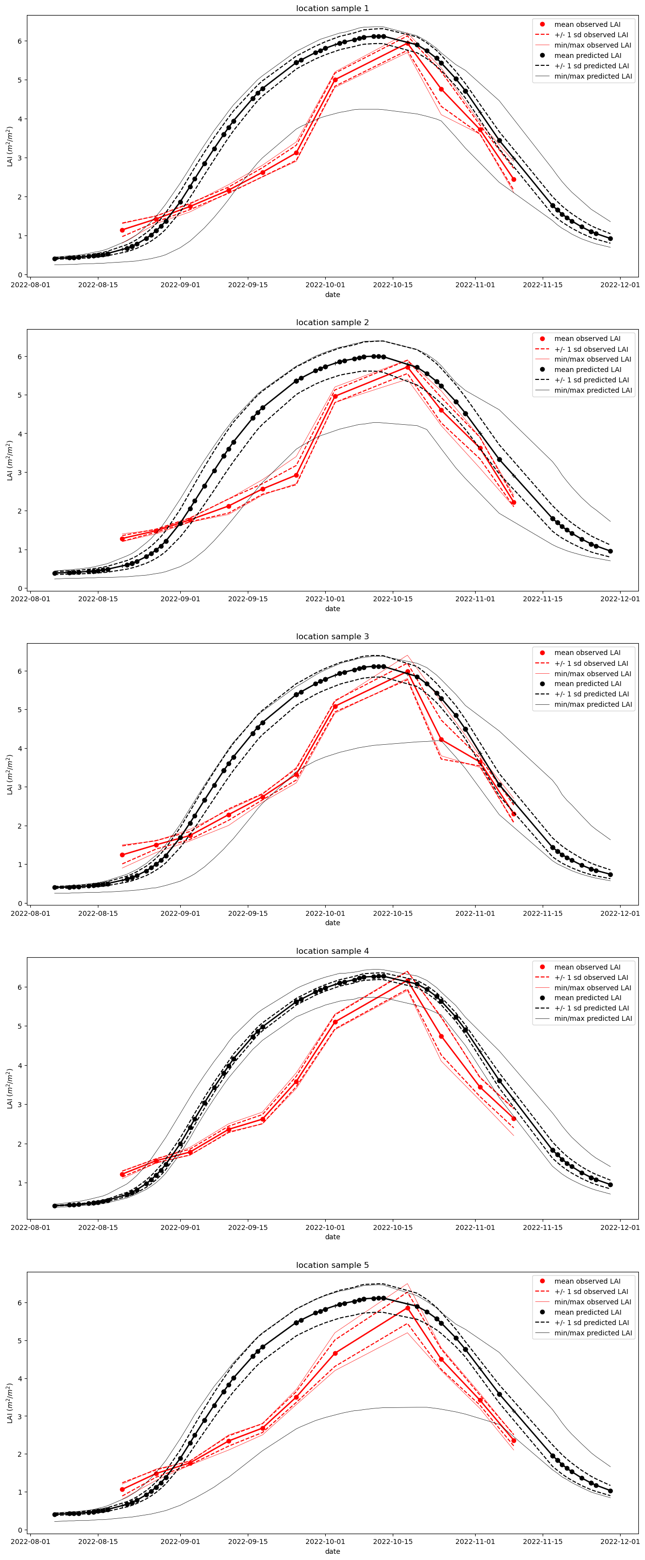 location sample 1
LAI (m²/m²)
6
5
4
3
2
1
0
mean observed LAI
+/- 1 sd observed LAI
min/max observed LAI
mean predicted LAI
+/- 1 sd predicted LAI
min/max predicted LAI
2022-08-01 2022-08-15 2022-09-01 2022-09-15 2022-10-01 2022-10-15 2022-11-01 2022-11-15 2022-12-01
date
location sample 2
LAI (m²/m²)
6
5
4
3
2
1
0
mean observed LAI
+/- 1 sd observed LAI
min/max observed LAI
mean predicted LAI
+/- 1 sd predicted LAI
min/max predicted LAI
2022-08-01 2022-08-15 2022-09-01 2022-09-15 2022-10-01 2022-10-15 2022-11-01 2022-11-15 2022-12-01
date
location sample 3
LAI (m²/m²)
6
5
4
3
2
1
0
mean observed LAI
+/- 1 sd observed LAI
min/max observed LAI
mean predicted LAI
+/- 1 sd predicted LAI
min/max predicted LAI
2022-08-01 2022-08-15 2022-09-01 2022-09-15 2022-10-01 2022-10-15 2022-11-01 2022-11-15 2022-12-01
date
location sample 4
LAI (m²/m²)
6
5
4
3
2
1
mean observed LAI
+/- 1 sd observed LAI
min/max observed LAI
mean predicted LAI
+/- 1 sd predicted LAI
min/max predicted LAI
2022-08-01 2022-08-15 2022-09-01 2022-09-15 2022-10-01 2022-10-15 2022-11-01 2022-11-15 2022-12-01
date
location sample 5
LAI (m²/m²)
6
5
4
3
2
1
0
mean observed LAI
+/- 1 sd observed LAI
min/max observed LAI
mean predicted LAI
+/- 1 sd predicted LAI
min/max predicted LAI
2022-08-01 2022-08-15 2022-09-01 2022-09-15 2022-10-01 2022-10-15 2022-11-01 2022-11-15 2022-12-01
date